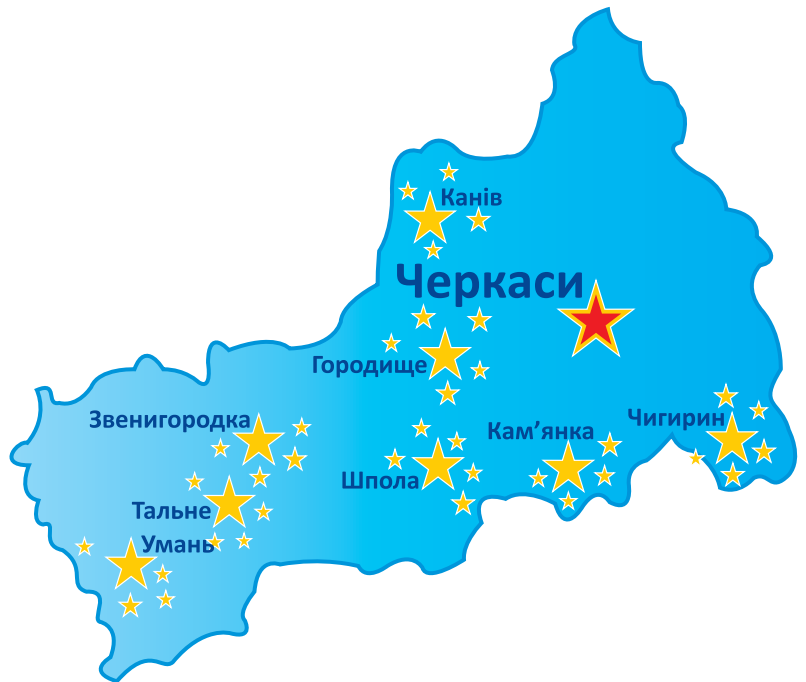 Канів
Черкаси
Городище
Звенигородка
Чигирин
Кам’янка
Шпола
Тальне
Умань